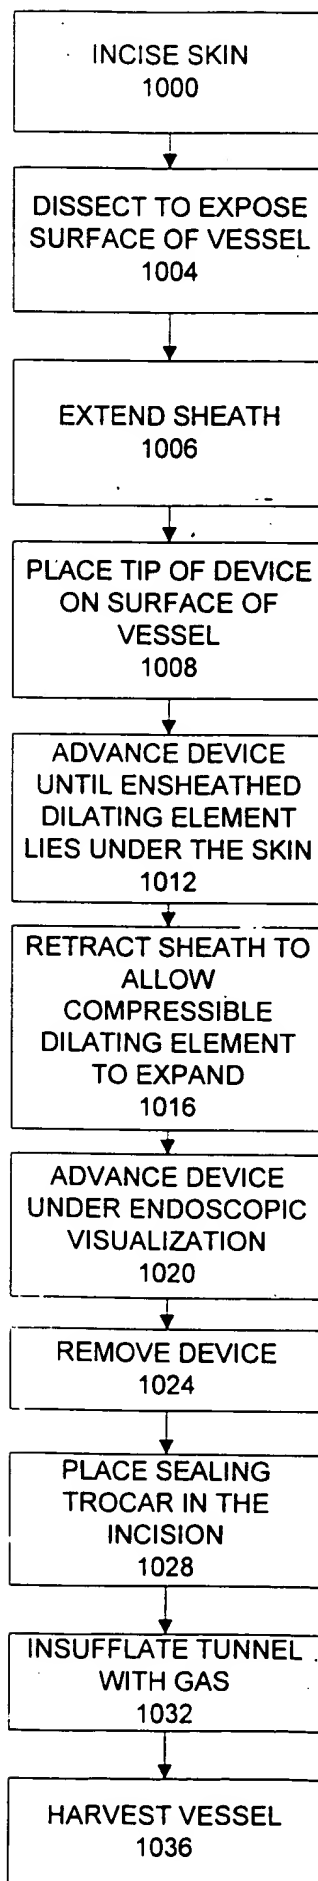 INCISE SKIN
1000
DISSECT TO EXPOSE
SURFACE OF VESSEL
1004
EXTEND SHEATH
1006
PLACE TIP OF DEVICE
ON SURFACE OF
VESSEL
1008
ADVANCE DEVICE
UNTIL ENSHEATHED
DILATING ELEMENT
LIES UNDER THE SKIN
1012
RETRACT SHEATH TO
ALLOW
COMPRESSIBLE
DILATING ELEMENT
TO EXPAND
1016
ADVANCE DEVICE
UNDER ENDOSCOPIC
VISUALIZATION
1020
REMOVE DEVICE
1024
PLACE SEALING
TROCAR IN THE
INCISION
1028
INSUFFLATE TUNNEL
WITH GAS
1032
HARVEST VESSEL
1036